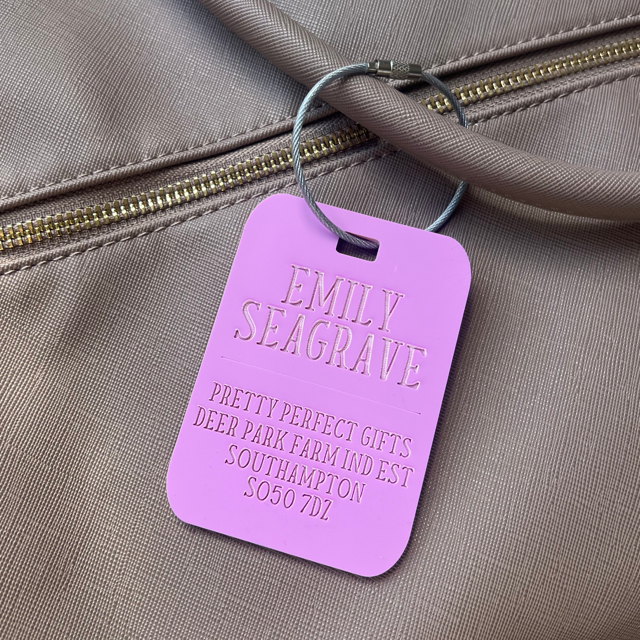 EMILY
SEAGRAVE
PRETTY PERFECT GIFTS
DEER PARK FARM IND EST
SOUTHAMPTON
SO50 7DZ